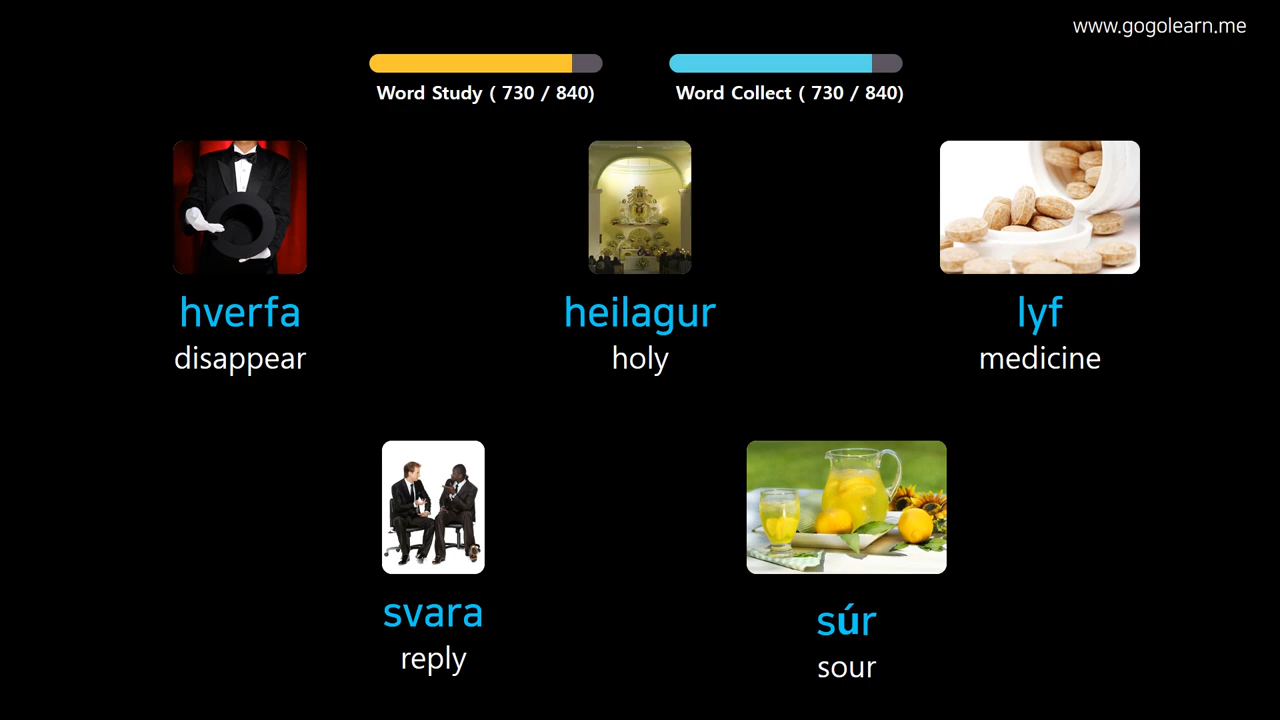 www.gogolearn.me
Word Study ( 730 / 840)
Word Collect ( 730 / 840)
hverfa
disappear
heilagur
holy
lyf
medicine
svara
reply
súr
sour